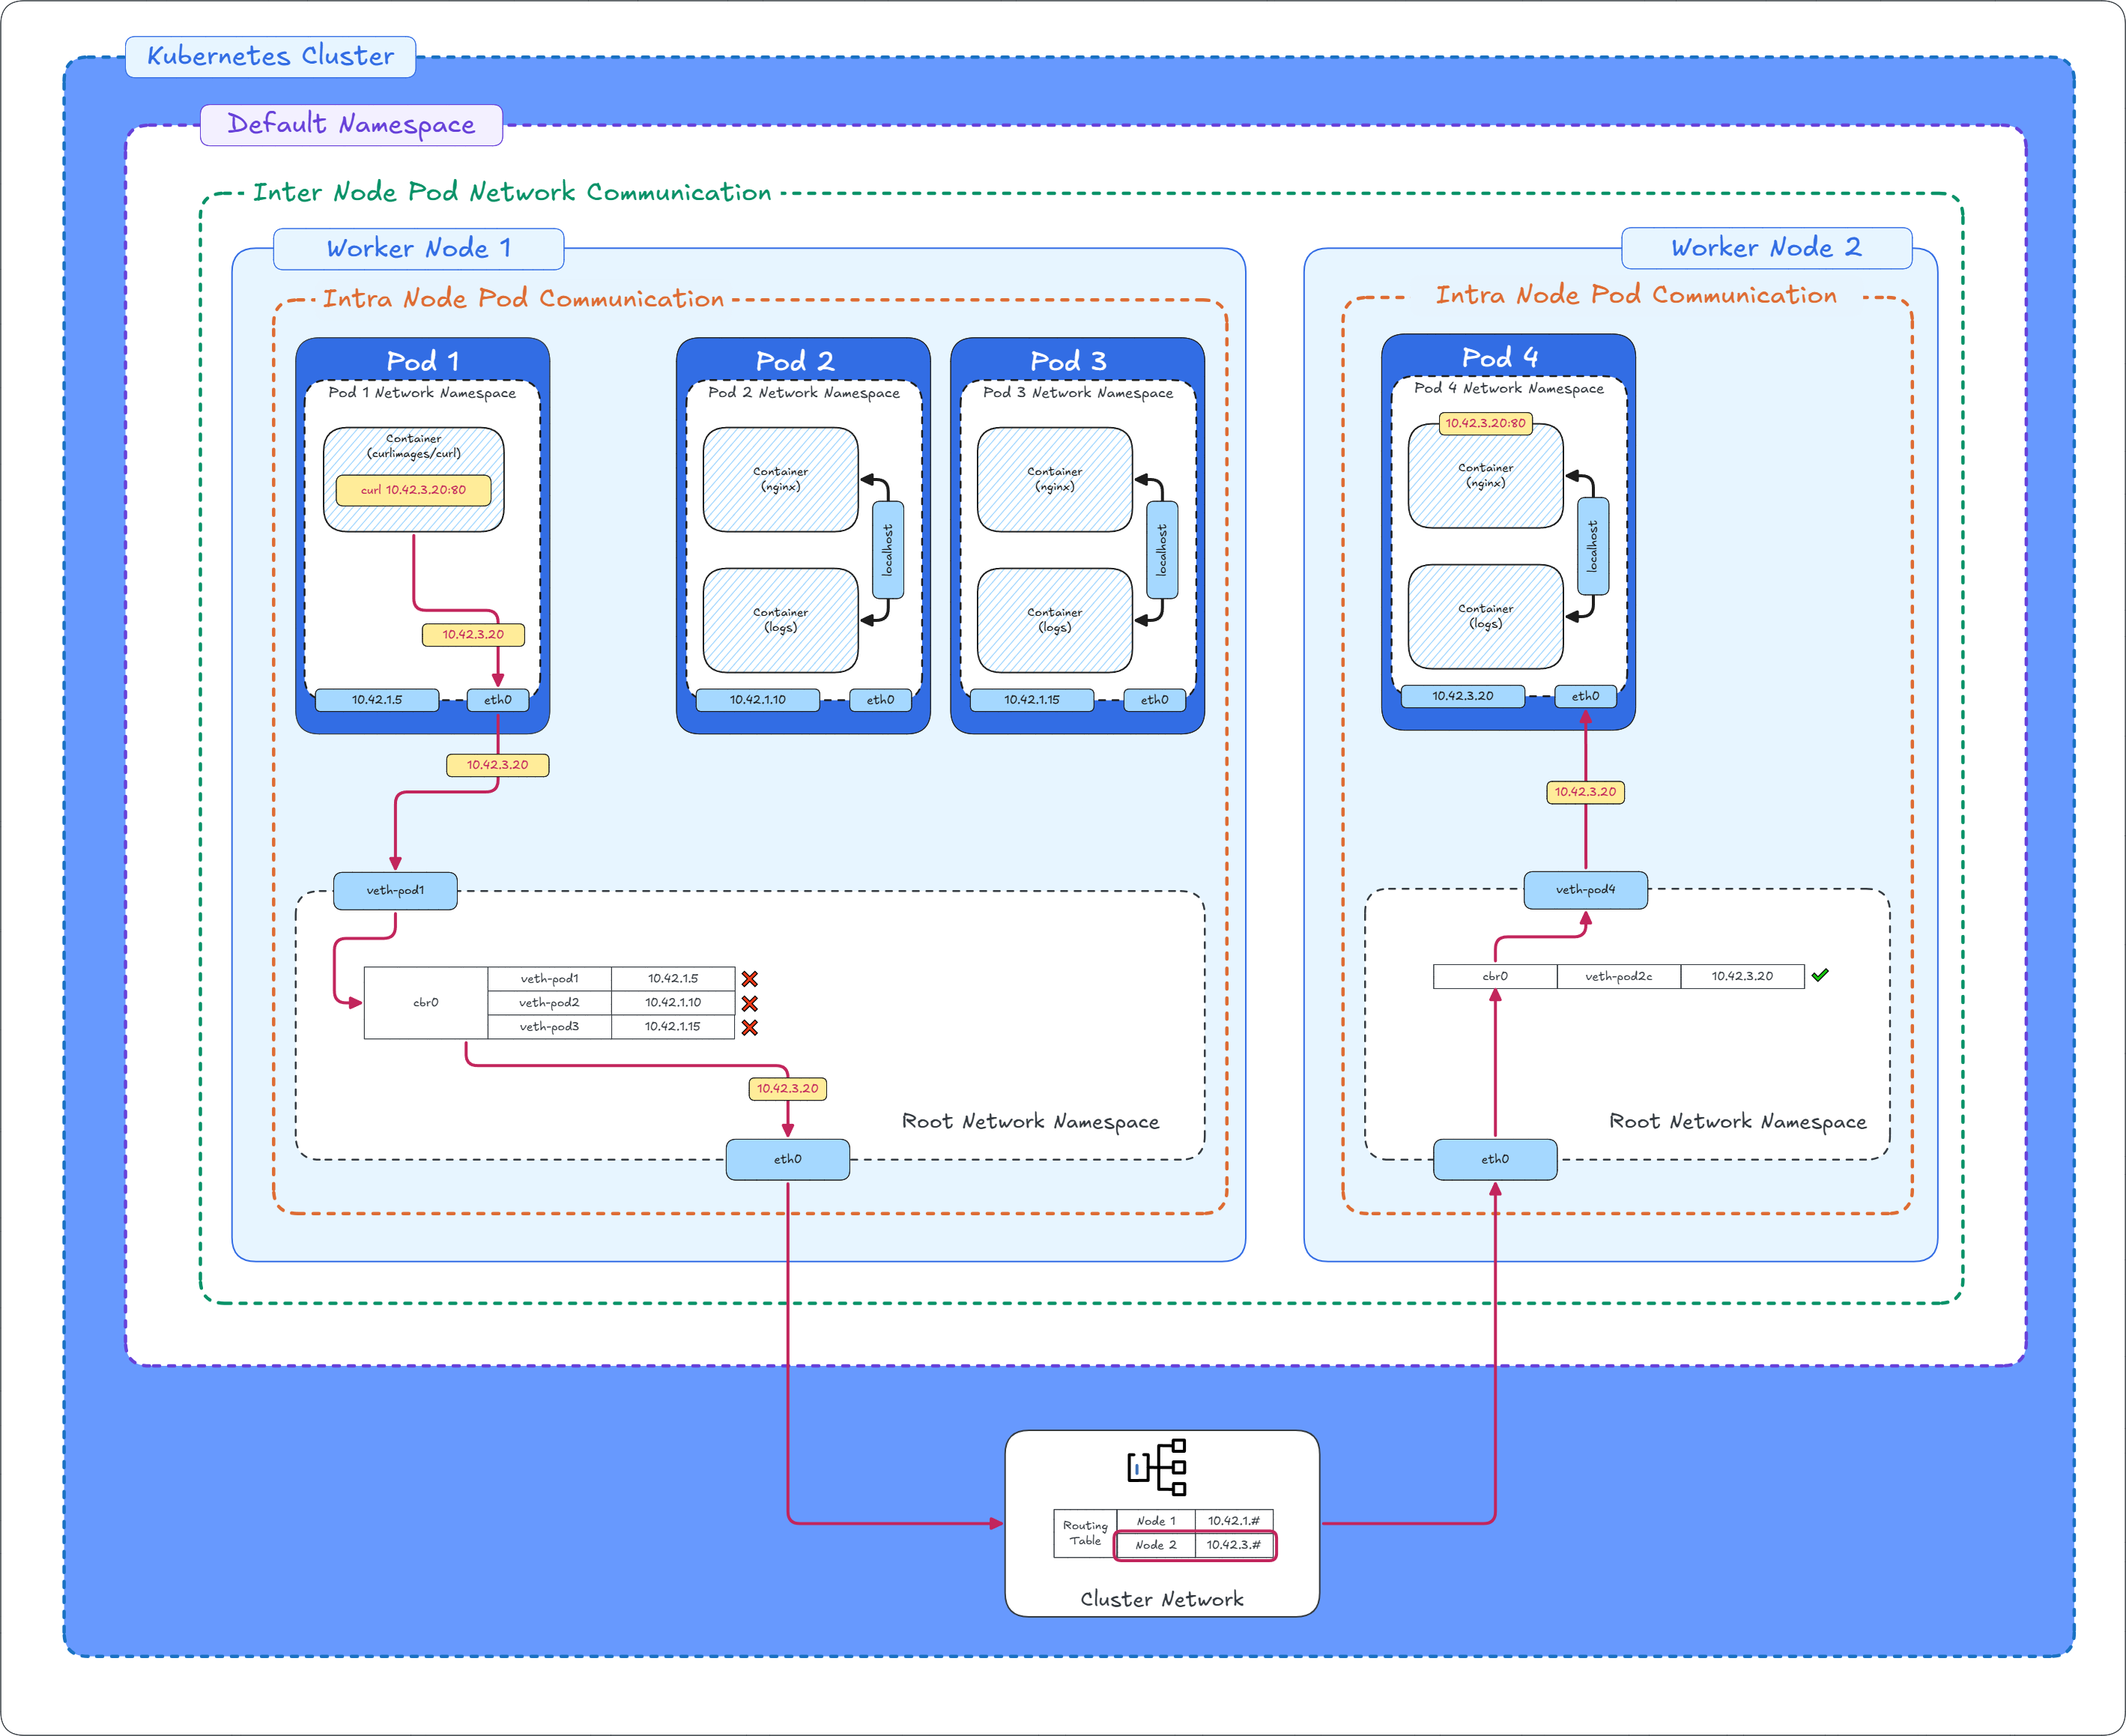 Kubernetes Cluster
Default Namespace
Inter Node Pod Network Communication
Worker Node 1
Intra Node Pod Communication
Pod 1
Pod 1 Network Namespace
Container
(curlimages/curl)
curl 10.42.3.20:80
10.42.3.20
10.42.1.5
eth0
10.42.3.20
Pod 2
Pod 2 Network Namespace
Container
(nginx)
localhost
Container
(logs)
10.42.1.10
eth0
Pod 3
Pod 3 Network Namespace
Container
(nginx)
localhost
Container
(logs)
10.42.1.15
eth0
veth-pod1
cbr0
veth-pod1 10.42.1.5
veth-pod2 10.42.1.10
veth-pod3 10.42.1.15
10.42.3.20
Root Network Namespace
eth0
Worker Node 2
Intra Node Pod Communication
Pod 4
Pod 4 Network Namespace
10.42.3.20:80
Container
(nginx)
localhost
Container
(logs)
10.42.3.20
eth0
10.42.3.20
veth-pod4
cbr0 veth-pod2c 10.42.3.20
Root Network Namespace
eth0
Routing
Table
Node 1 10.42.1.#
Node 2 10.42.3.#
Cluster Network